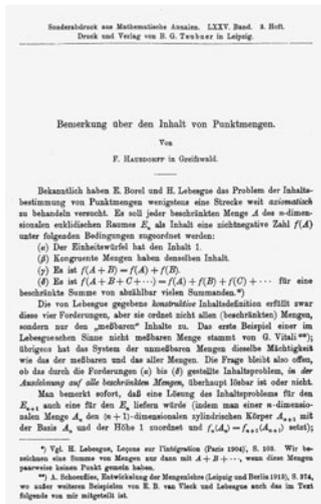 Sonderabdruck aus Mathematische Annalen. LXXV. Band. 3. Heft.
Druck und Verlag von B. G. Teubner in Leipzig.
Bemerkung über den Inhalt von Punktmengen.
Von
F. Hausdorff in Greifswald.
Bekanntlich haben E. Borel und H. Lebesgue das Problem der Inhalts-
bestimmung von Punktmengen wenigstens eine Strecke weit axiomatisch
zu behandeln versucht. Es soll jeder beschränkten Menge A des n-dimen-
sionalen euklidischen Raumes Eₙ als Inhalt eine nichtnegative Zahl f(A)
unter folgenden Bedingungen zugeordnet werden:
(α) Der Einheitswürfel hat den Inhalt 1.
(β) Kongruente Mengen haben denselben Inhalt.
(γ) Es ist f(A + B) = f(A) + f(B).
(δ) Es ist f(A + B + C + ⋯) = f(A) + f(B) + f(C) + ⋯ für eine
beschränkte Summe von abzählbar vielen Summanden.*)
Die von Lebesgue gegebene konstruktive Inhaltsdefinition erfüllt zwar
diese vier Forderungen, aber sie ordnet nicht allen (beschränkten) Mengen,
sondern nur den „meßbaren“ Inhalte zu. Das erste Beispiel einer im
Lebesgueschen Sinne nicht meßbaren Menge stammt von G. Vitali**);
übrigens hat das System der unmeßbaren Mengen dieselbe Mächtigkeit
wie das der meßbaren und das aller Mengen. Die Frage bleibt also offen,
ob das durch die Forderungen (α) bis (δ) gestellte Inhaltsproblem, in der
Ausdehnung auf alle beschränkten Mengen, überhaupt lösbar ist oder nicht.
Man bemerkt sofort, daß eine Lösung des Inhaltsproblems für den
Eₙ₊₁ auch eine für den Eₙ liefern würde (indem man einer n-dimensio-
nalen Menge Aₙ den (n + 1)-dimensionalen zylindrischen Körper Aₙ₊₁ mit
der Basis Aₙ und der Höhe 1 zuordnet und fₙ(Aₙ) = fₙ₊₁(Aₙ₊₁) setzt);
*) Vgl. H. Lebesgue, Leçons sur l'intégration (Paris 1904), S. 103. Wir be-
zeichnen eine Summe von Mengen nur dann mit A + B + ⋯, wenn diese Mengen
paarweise keinen Punkt gemein haben.
**) A. Schoenflies, Entwickelung der Mengenlehre (Leipzig und Berlin 1913), S. 374,
wo außer weiteren Beispielen von E. B. van Vleck und Lebesgue auch das im Text
folgende von mir mitgeteilt ist.